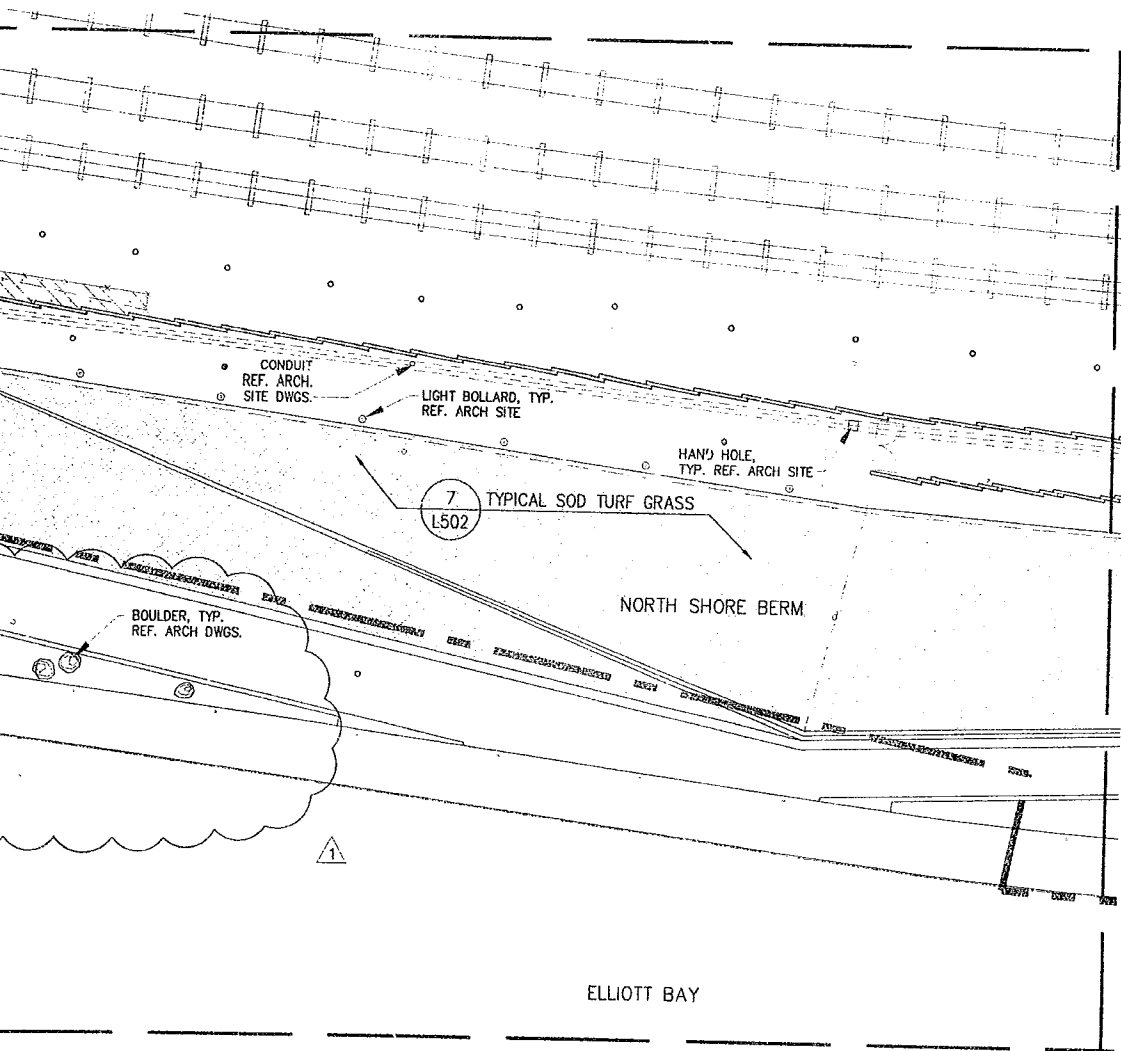 CONDUIT
REF. ARCH.
SITE DWGS.
LIGHT BOLLARD, TYP.
REF. ARCH SITE
HAND HOLE,
TYP. REF. ARCH SITE
7
L502
TYPICAL SOD TURF GRASS
NORTH SHORE BERM
BOULDER, TYP.
REF. ARCH DWGS.
1
ELLIOTT BAY